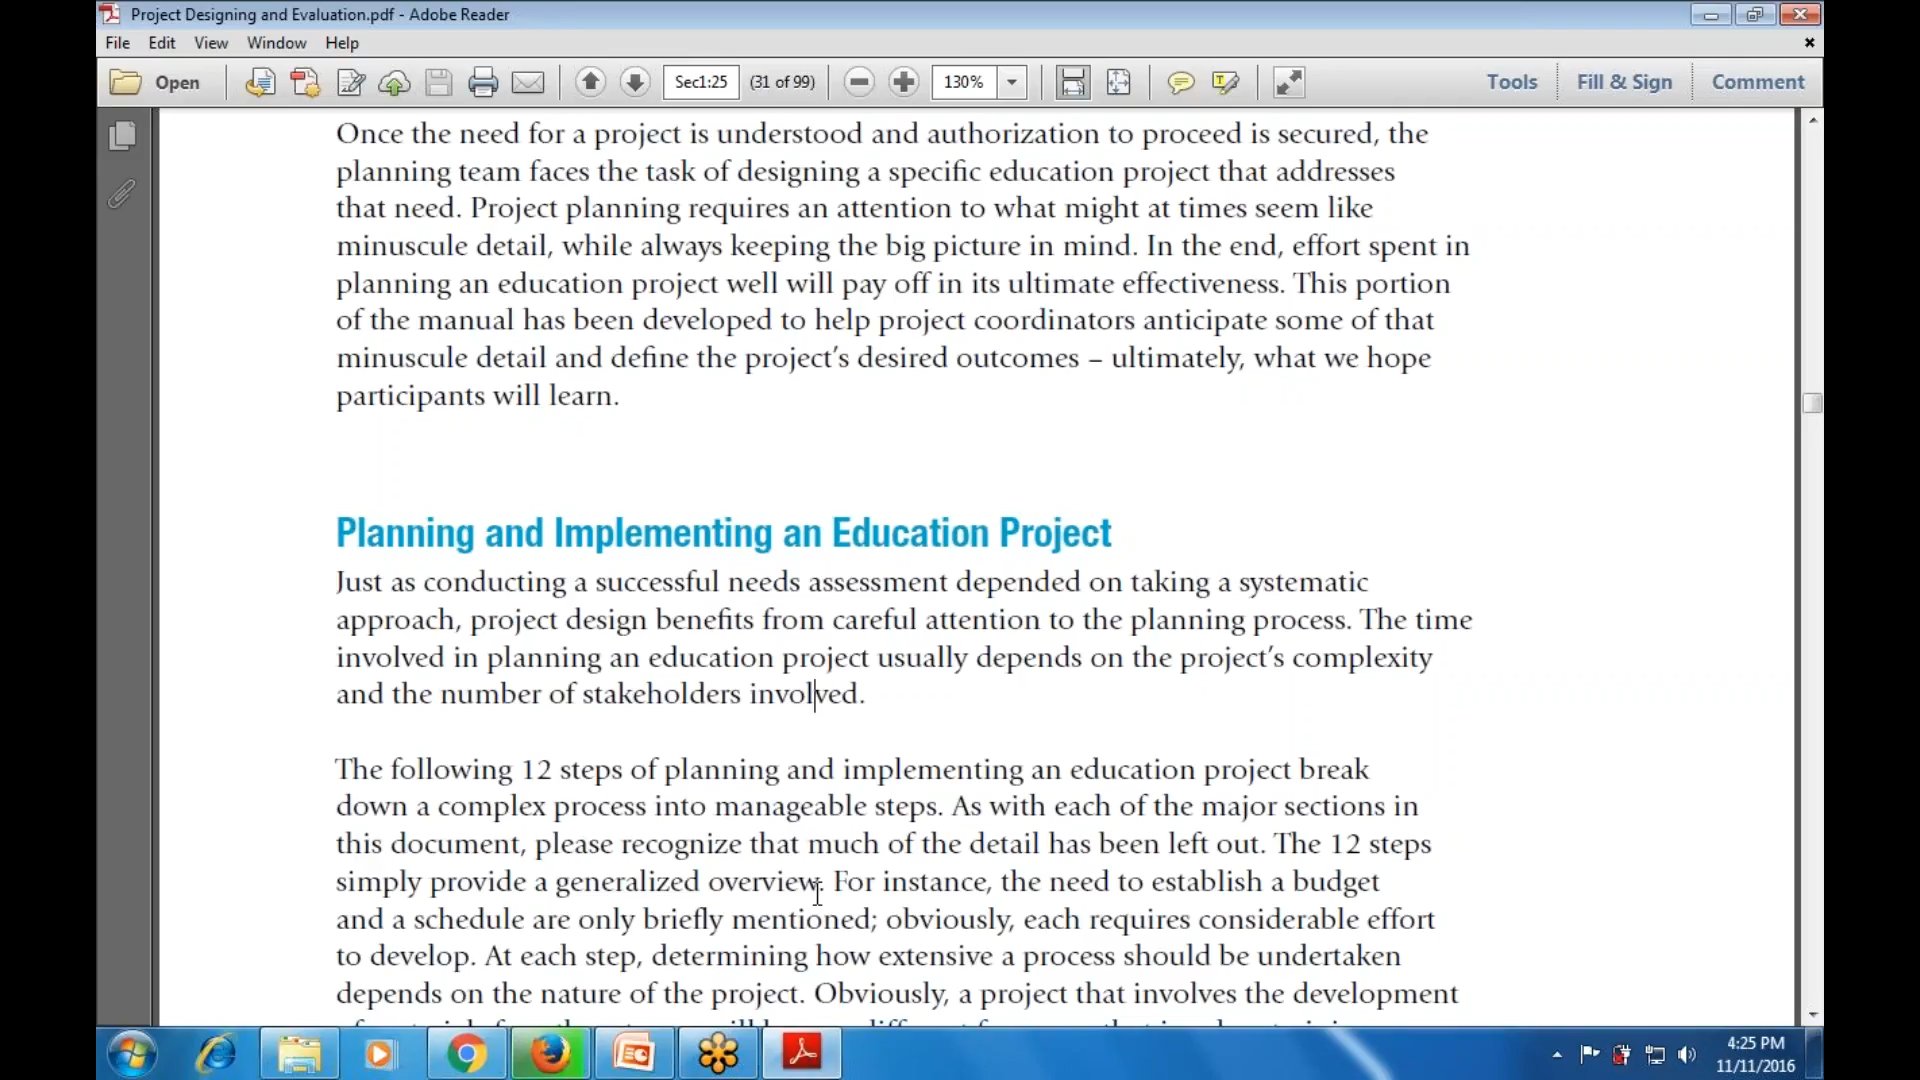 Project Designing and Evaluation.pdf - Adobe Reader
File Edit View Window Help
Open Sec1:25 (31 of 99) 130% Tools Fill & Sign Comment
Once the need for a project is understood and authorization to proceed is secured, the
planning team faces the task of designing a specific education project that addresses
that need. Project planning requires an attention to what might at times seem like
minuscule detail, while always keeping the big picture in mind. In the end, effort spent in
planning an education project well will pay off in its ultimate effectiveness. This portion
of the manual has been developed to help project coordinators anticipate some of that
minuscule detail and define the project's desired outcomes – ultimately, what we hope
participants will learn.
Planning and Implementing an Education Project
Just as conducting a successful needs assessment depended on taking a systematic
approach, project design benefits from careful attention to the planning process. The time
involved in planning an education project usually depends on the project's complexity
and the number of stakeholders involved.
The following 12 steps of planning and implementing an education project break
down a complex process into manageable steps. As with each of the major sections in
this document, please recognize that much of the detail has been left out. The 12 steps
simply provide a generalized overview. For instance, the need to establish a budget
and a schedule are only briefly mentioned; obviously, each requires considerable effort
to develop. At each step, determining how extensive a process should be undertaken
depends on the nature of the project. Obviously, a project that involves the development
4:25 PM
11/11/2016